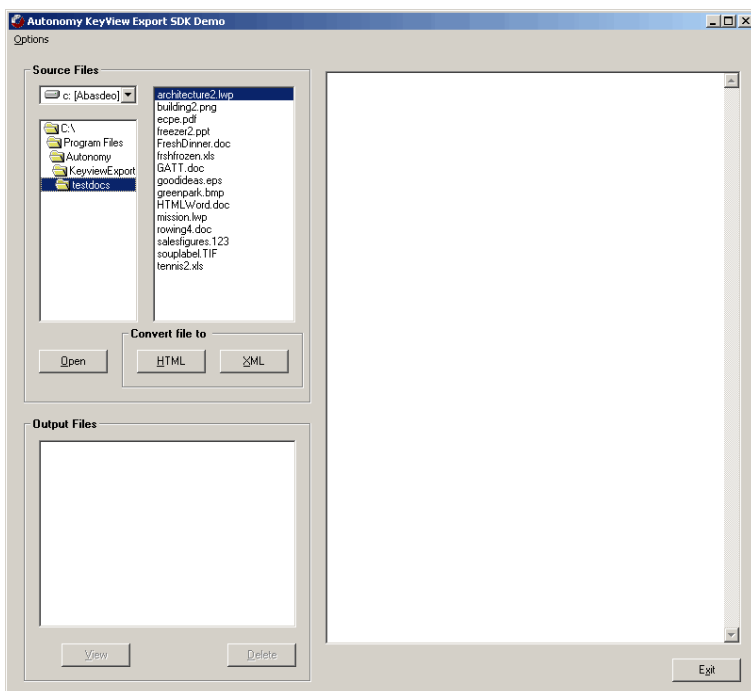 Autonomy KeyView Export SDK Demo
Options
Source Files
c: [Abasdeo]
C:\
Program Files
Autonomy
KeyviewExport
testdocs
architecture2.lwp
building2.png
ecpe.pdf
freezer2.ppt
FreshDinner.doc
frshfrozen.xls
GATT.doc
goodideas.eps
greenpark.bmp
HTMLWord.doc
mission.lwp
rowing4.doc
salesfigures.123
souplabel.TIF
tennis2.xls
Convert file to
Open
HTML
XML
Output Files
View
Delete
Exit